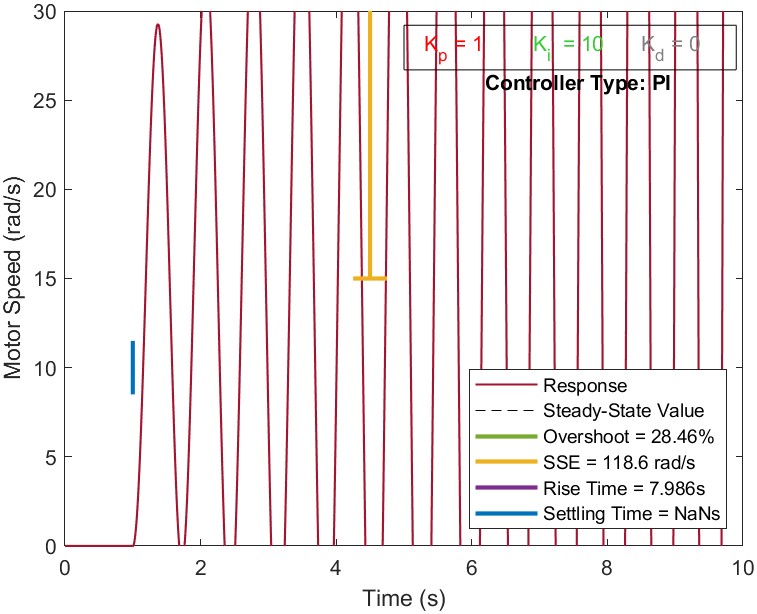 30
25
20
15
10
5
0
Motor Speed (rad/s)
Kp = 1 Ki = 10 Kd = 0
Controller Type: PI
Response
Steady-State Value
Overshoot = 28.46%
SSE = 118.6 rad/s
Rise Time = 7.986s
Settling Time = NaNs
0 2 4 6 8 10
Time (s)